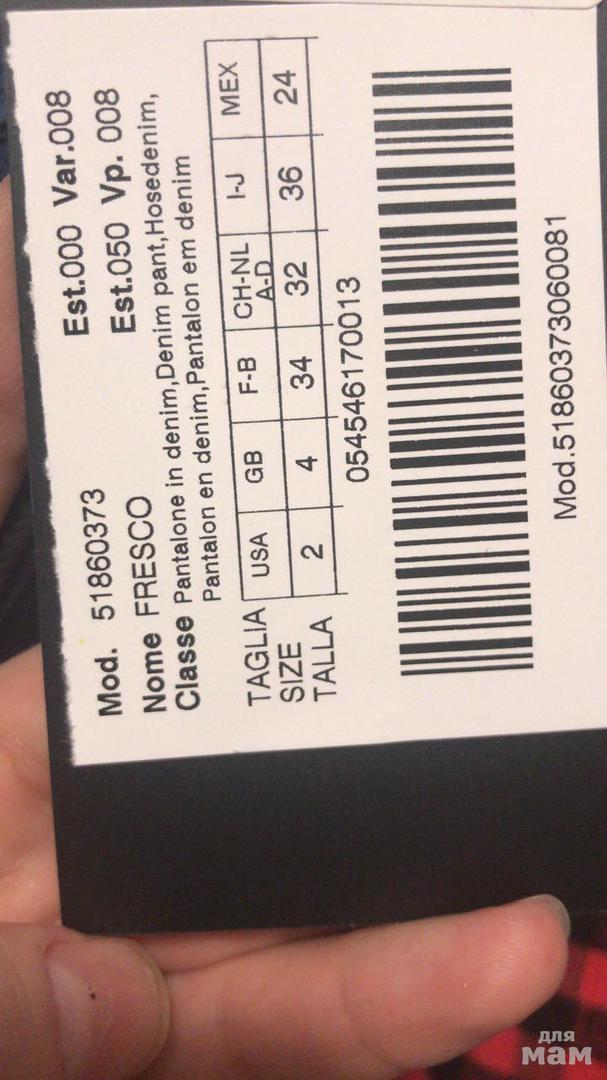 Mod. 51860373 Est.000 Var.008
Nome FRESCO Est.050 Vp. 008
Classe Pantalone in denim,Denim pant,Hosedenim,
Pantalon en denim,Pantalon em denim
TAGLIA USA GB F-B CH-NL A-D I-J MEX
SIZE 2 4 34 32 36 24
TALLA
054546170013
Mod.51860373060081
для
мам